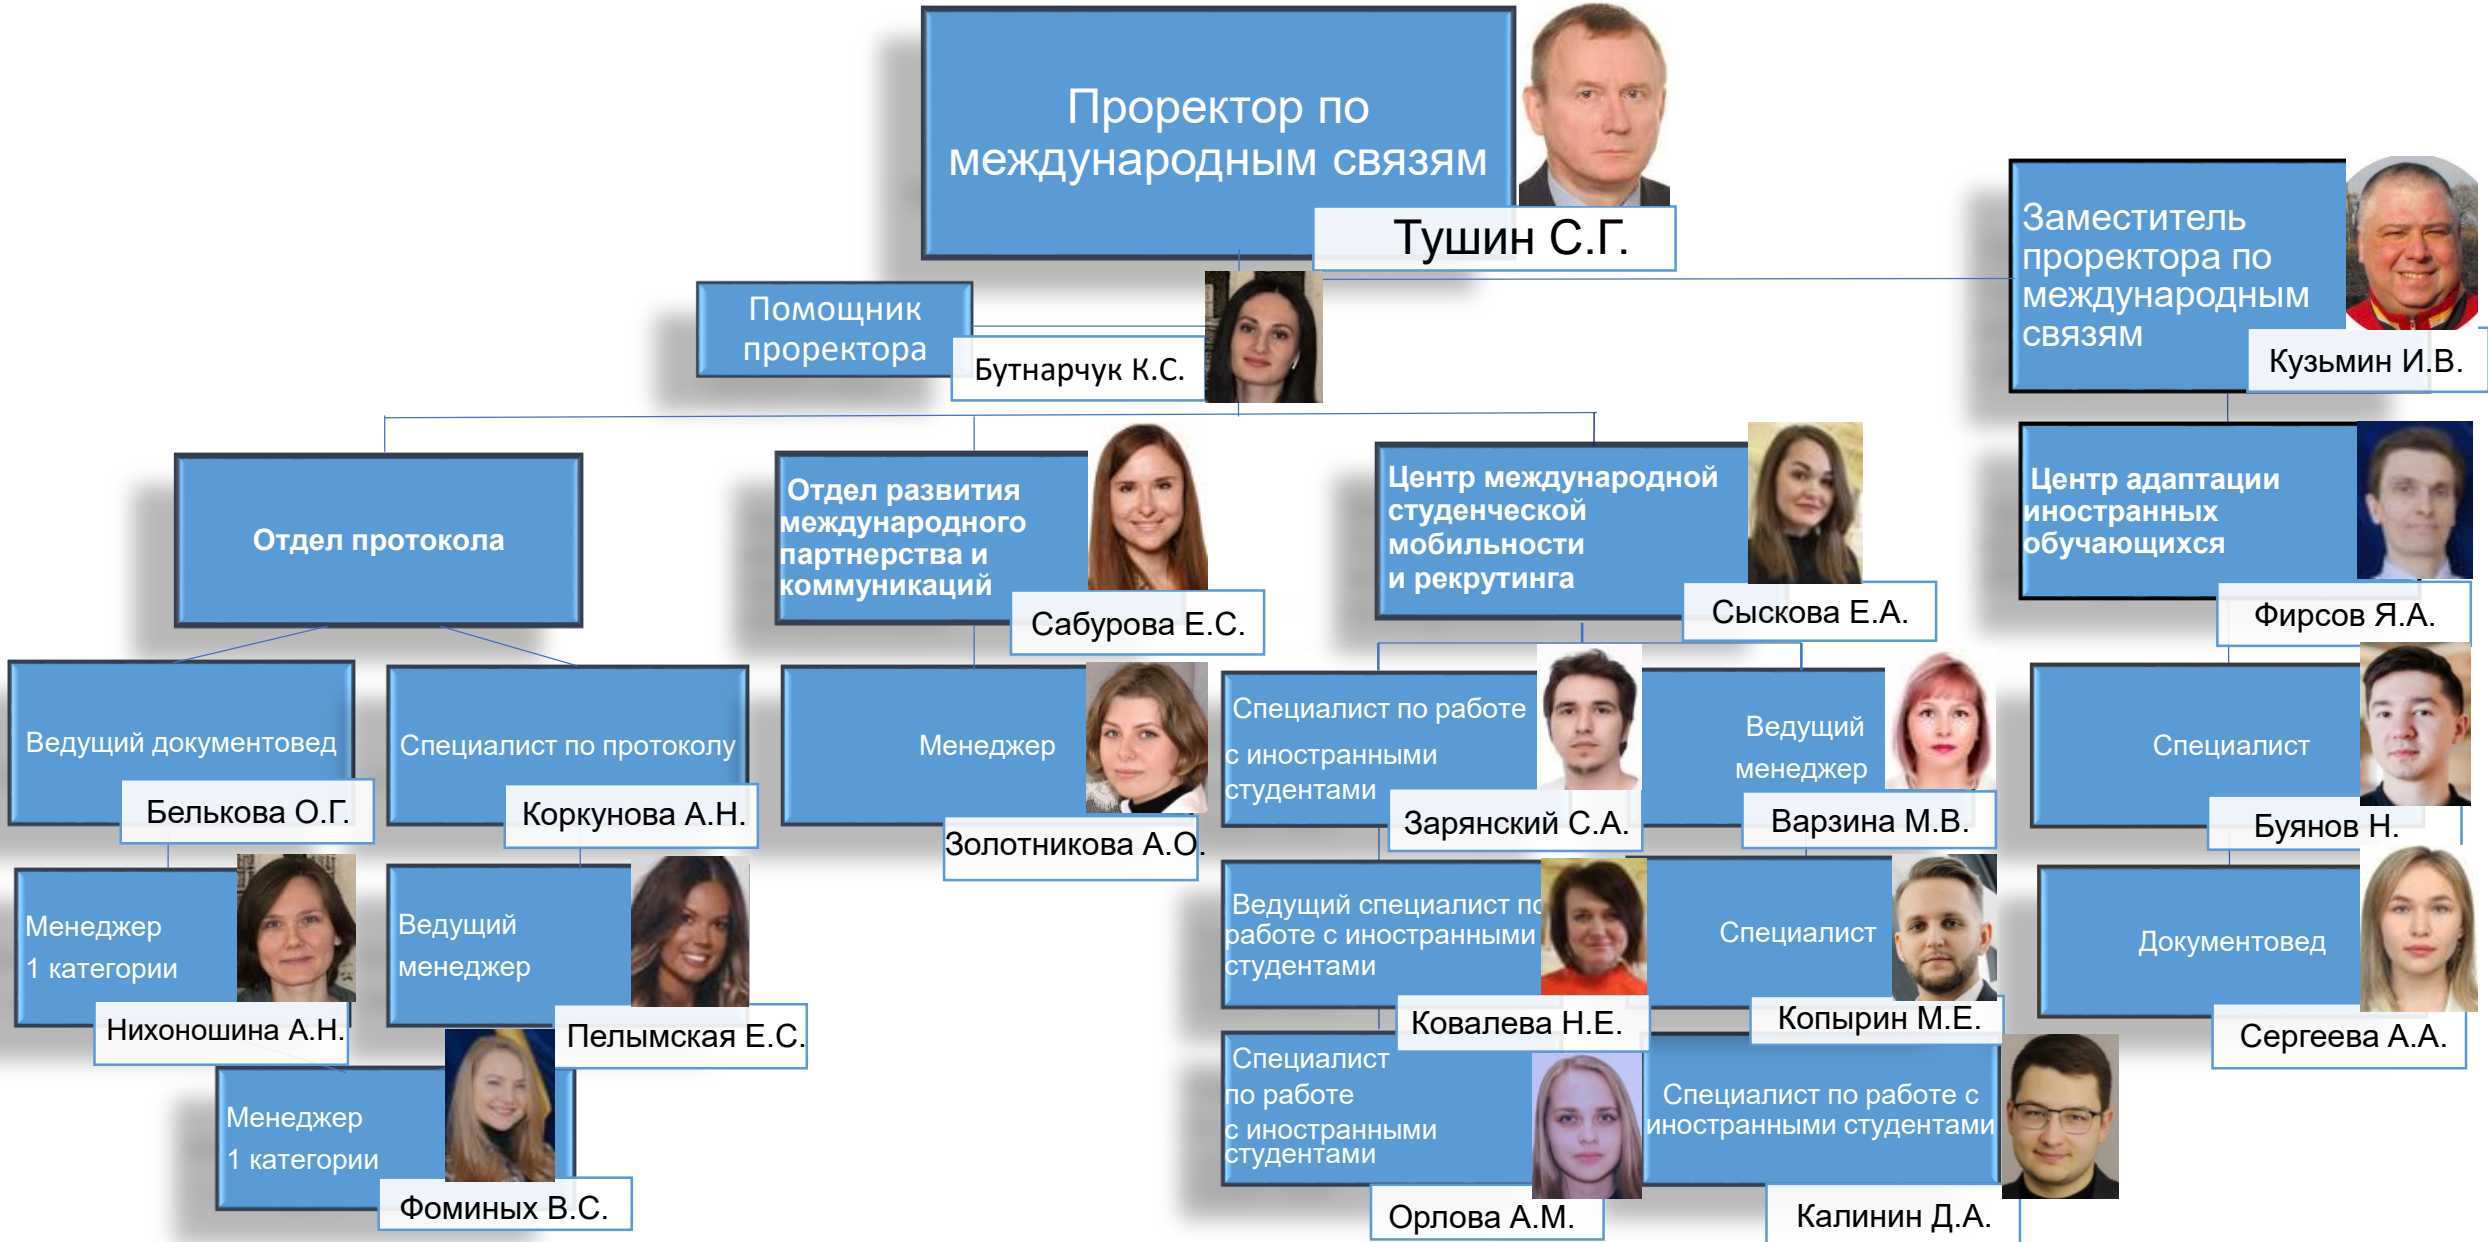 Проректор по
международным связям
Тушин С.Г.
Заместитель
проректора по
международным
связям
Кузьмин И.В.
Помощник
проректора
Бутнарчук К.С.
Отдел протокола
Отдел развития
международного
партнерства и
коммуникаций
Сабурова Е.С.
Центр международной
студенческой
мобильности
и рекрутинга
Сыскова Е.А.
Центр адаптации
иностранных
обучающихся
Фирсов Я.А.
Ведущий документовед
Белькова О.Г.
Специалист по протоколу
Коркунова А.Н.
Менеджер
Золотникова А.О.
Специалист по работе
с иностранными
студентами
Зарянский С.А.
Ведущий
менеджер
Варзина М.В.
Специалист
Буянов Н.
Менеджер
1 категории
Нихоношина А.Н.
Ведущий
менеджер
Пелымская Е.С.
Ведущий специалист по
работе с иностранными
студентами
Ковалева Н.Е.
Специалист
Копырин М.Е.
Документовед
Сергеева А.А.
Менеджер
1 категории
Фоминых В.С.
Специалист
по работе
с иностранными
студентами
Орлова А.М.
Специалист по работе с
иностранными студентами
Калинин Д.А.